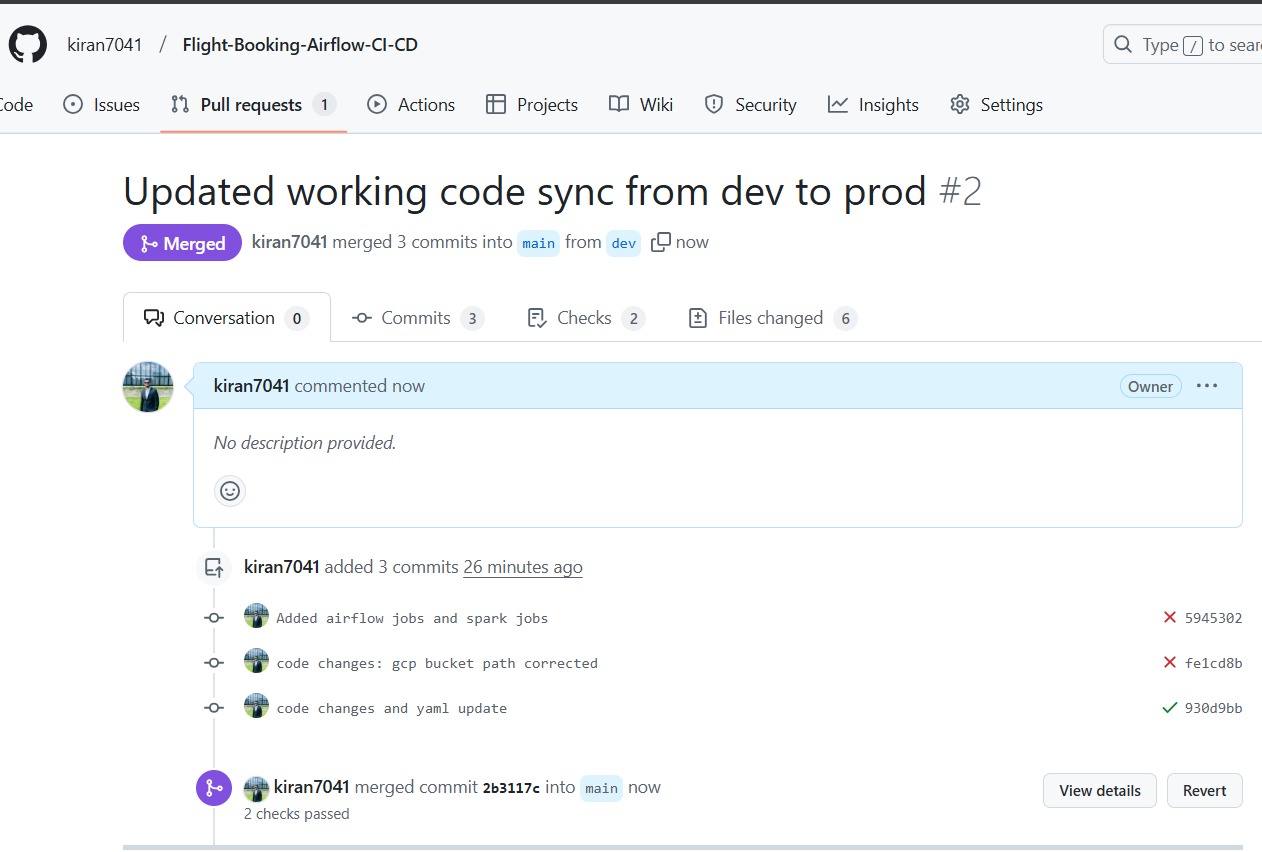 kiran7041 / Flight-Booking-Airflow-CI-CD Type / to sear
Code Issues Pull requests 1 Actions Projects Wiki Security Insights Settings
Updated working code sync from dev to prod #2
Merged kiran7041 merged 3 commits into main from dev now
Conversation 0 Commits 3 Checks 2 Files changed 6
kiran7041 commented now Owner
No description provided.
kiran7041 added 3 commits 26 minutes ago
Added airflow jobs and spark jobs 5945302
code changes: gcp bucket path corrected fe1cd8b
code changes and yaml update 930d9bb
kiran7041 merged commit 2b3117c into main now View details Revert
2 checks passed